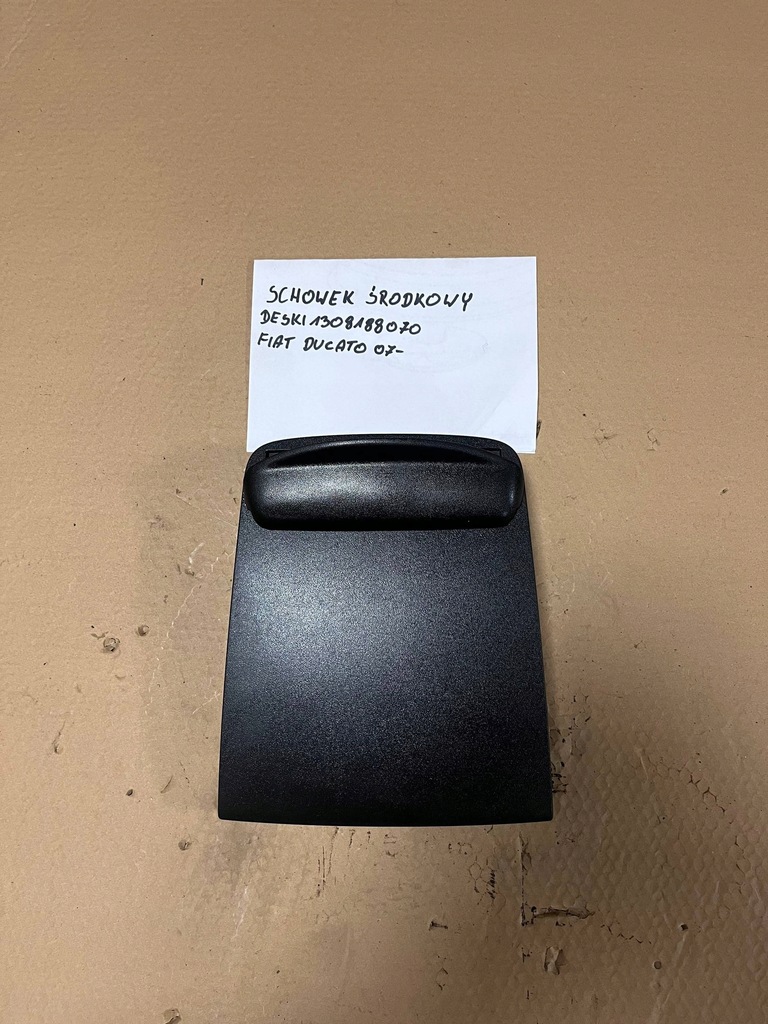 SCHOWEK ŚRODKOWY
DESKI 1308188070
FIAT DUCATO 07-